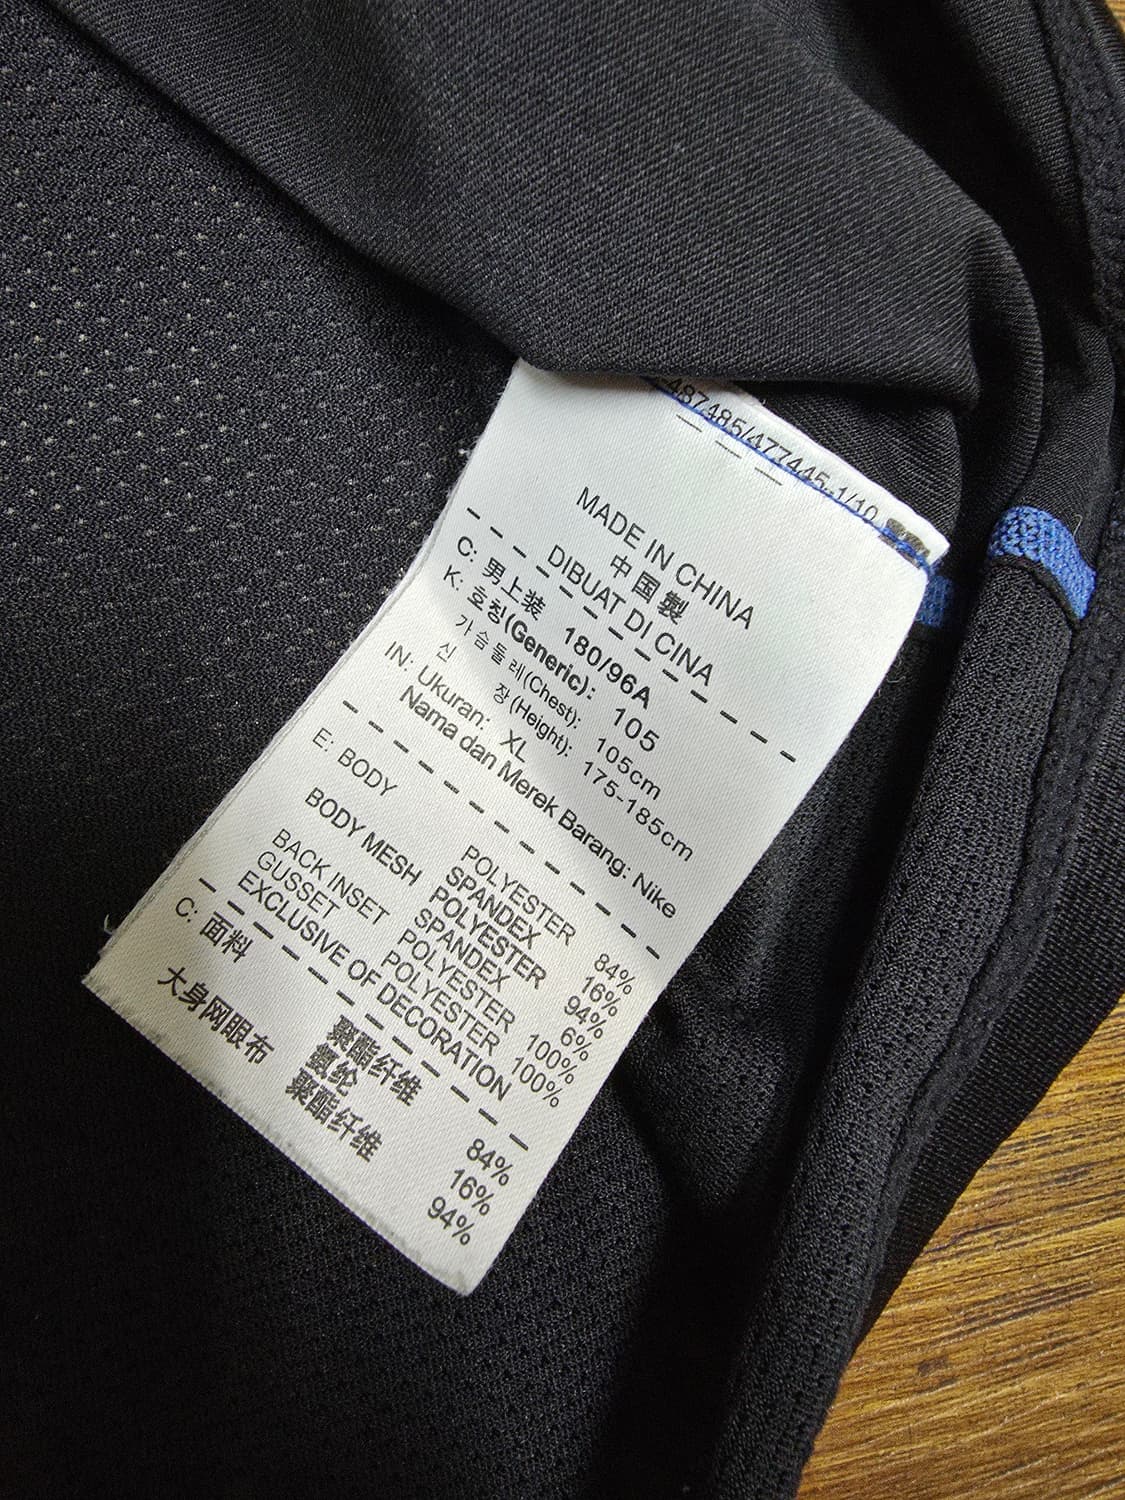 -487485/477445-1/10
MADE IN CHINA
中国製
DIBUAT DI CINA
C: 男上装 180/96A
K: 호칭(Generic): 105
가슴둘레(Chest): 105cm
신 장(Height): 175-185cm
IN: Ukuran: XL
Nama dan Merek Barang: Nike
E: BODY POLYESTER 84%
SPANDEX 16%
BODY MESH POLYESTER 94%
SPANDEX 6%
BACK INSET POLYESTER 100%
GUSSET POLYESTER 100%
EXCLUSIVE OF DECORATION
C: 面料 聚酯纤维 84%
氨纶 16%
大身网眼布 聚酯纤维 94%